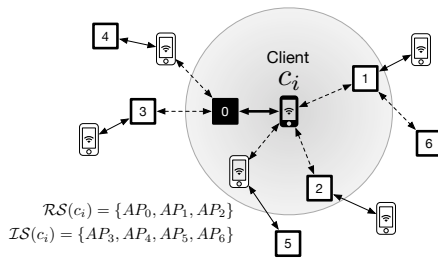 4
Client
c_i
1
3
0
6
2
RS(c_i) = {AP_0, AP_1, AP_2}
IS(c_i) = {AP_3, AP_4, AP_5, AP_6}
5